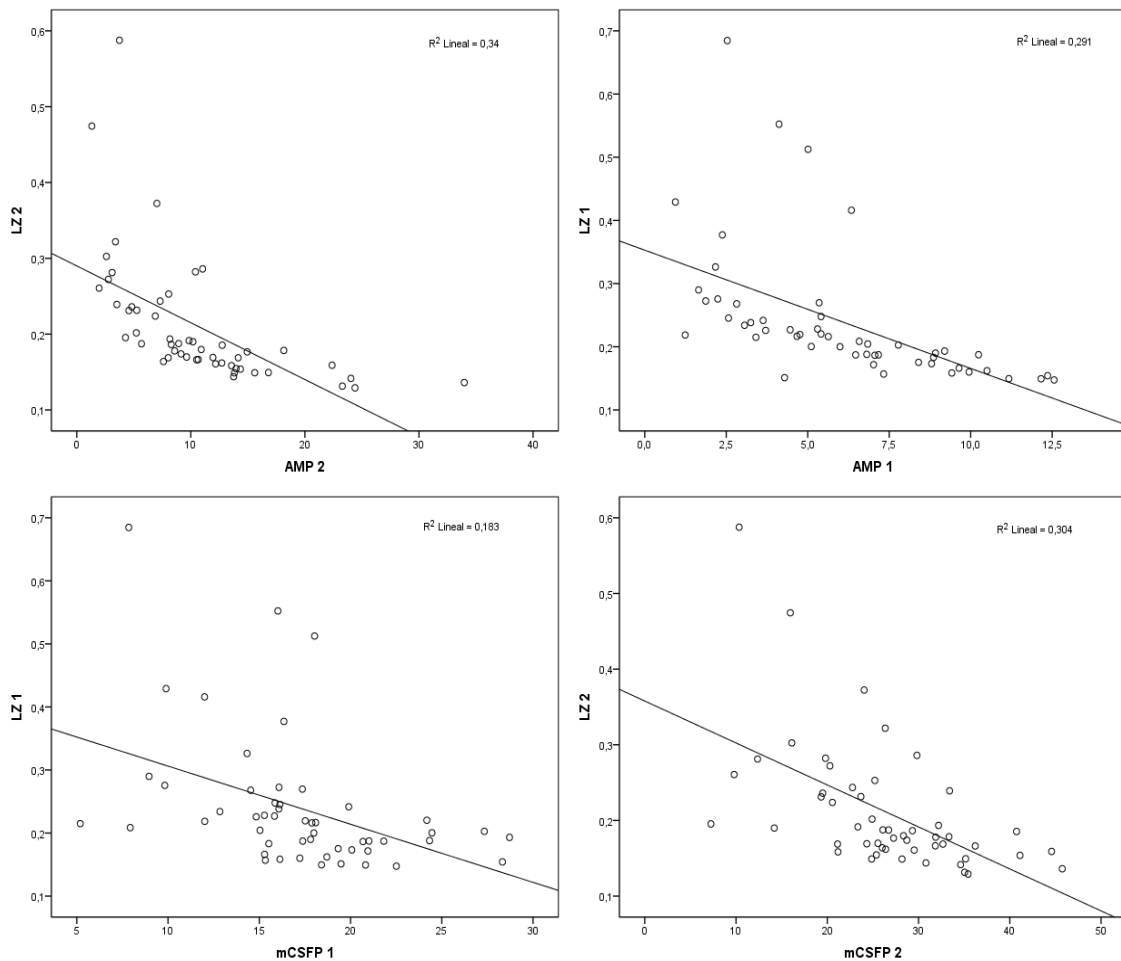 R² Lineal = 0,34
LZ 2
0,6
0,5
0,4
0,3
0,2
0,1
0 10 20 30 40
AMP 2
R² Lineal = 0,291
LZ 1
0,7
0,6
0,5
0,4
0,3
0,2
0,1
0,0 2,5 5,0 7,5 10,0 12,5
AMP 1
R² Lineal = 0,183
LZ 1
0,7
0,6
0,5
0,4
0,3
0,2
0,1
5 10 15 20 25 30
mCSFP 1
R² Lineal = 0,304
LZ 2
0,6
0,5
0,4
0,3
0,2
0,1
0 10 20 30 40 50
mCSFP 2